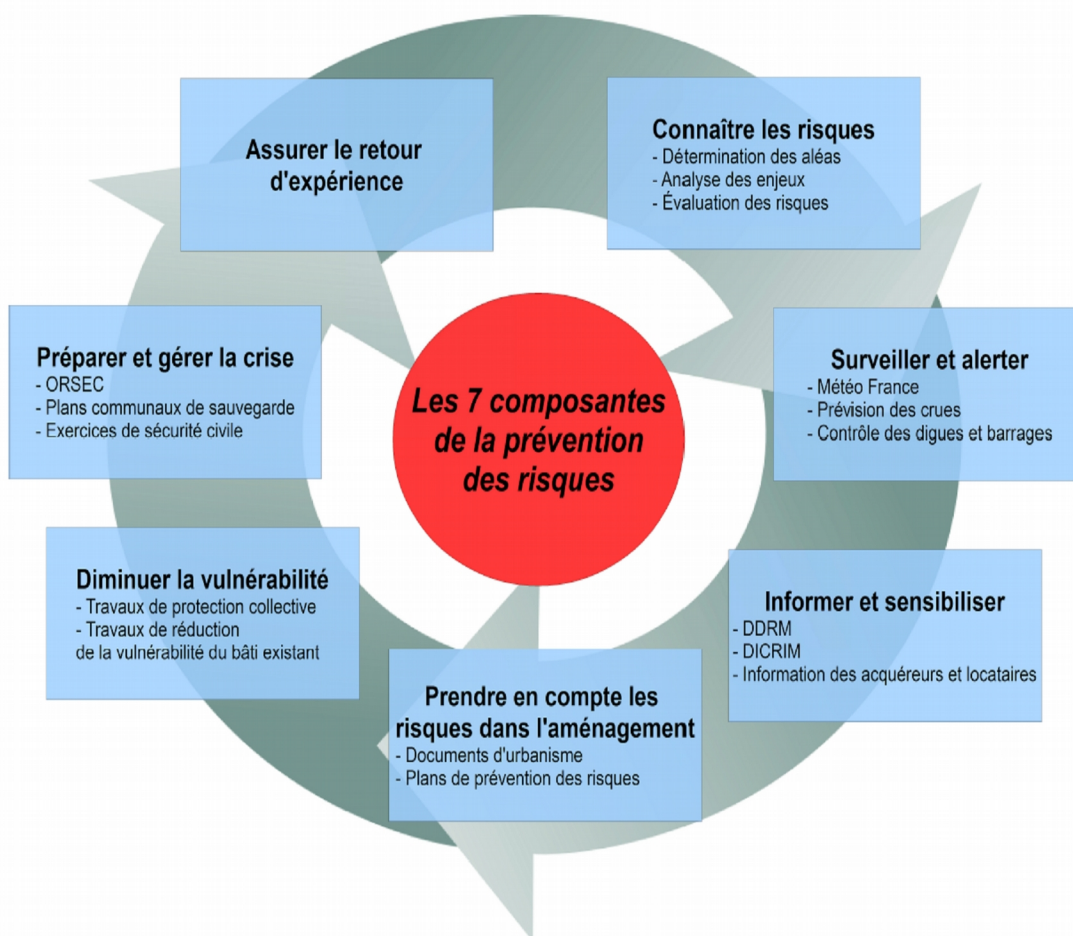 Les 7 composantes
de la prévention
des risques
Connaître les risques
- Détermination des aléas
- Analyse des enjeux
- Évaluation des risques
Surveiller et alerter
- Météo France
- Prévision des crues
- Contrôle des digues et barrages
Informer et sensibiliser
- DDRM
- DICRIM
- Information des acquéreurs et locataires
Prendre en compte les
risques dans l'aménagement
- Documents d'urbanisme
- Plans de prévention des risques
Diminuer la vulnérabilité
- Travaux de protection collective
- Travaux de réduction
de la vulnérabilité du bâti existant
Préparer et gérer la crise
- ORSEC
- Plans communaux de sauvegarde
- Exercices de sécurité civile
Assurer le retour
d'expérience